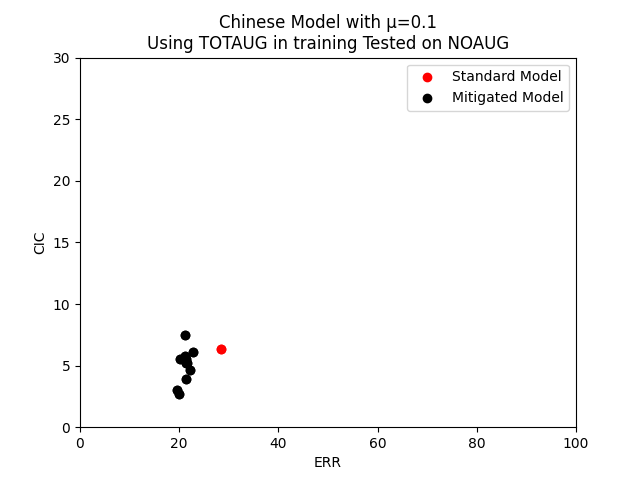 Chinese Model with μ=0.1
Using TOTAUG in training Tested on NOAUG
Standard Model
Mitigated Model
30
25
20
15
10
5
0
CIC
0 20 40 60 80 100
ERR